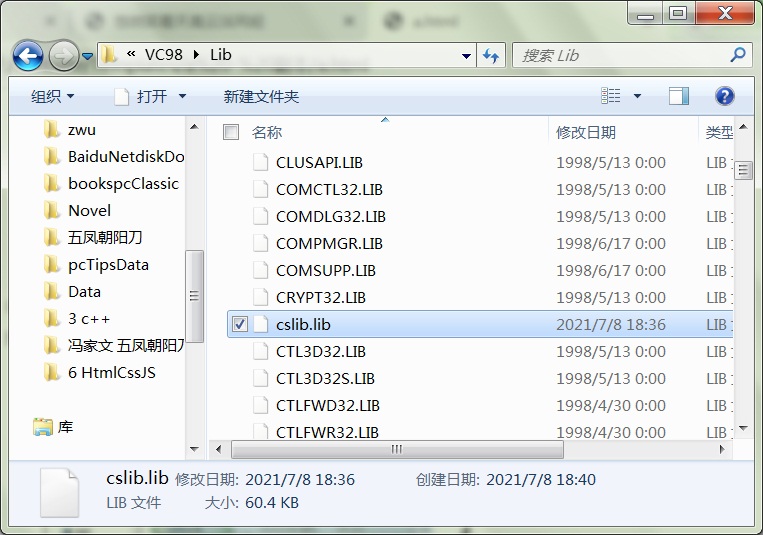 « VC98 Lib
搜索 Lib
组织 打开 新建文件夹
名称 修改日期 类型
zwu
BaiduNetdiskDo
bookspcClassic
Novel
五凤朝阳刀
pcTipsData
Data
3 c++
冯家文 五凤朝阳刀
6 HtmlCssJS
库
CLUSAPI.LIB 1998/5/13 0:00 LIB
COMCTL32.LIB 1998/5/13 0:00 LIB
COMDLG32.LIB 1998/5/13 0:00 LIB
COMPMGR.LIB 1998/6/17 0:00 LIB
COMSUPP.LIB 1998/6/17 0:00 LIB
CRYPT32.LIB 1998/5/13 0:00 LIB
cslib.lib 2021/7/8 18:36 LIB
CTL3D32.LIB 1998/5/13 0:00 LIB
CTL3D32S.LIB 1998/5/13 0:00 LIB
CTLFWD32.LIB 1998/4/30 0:00 LIB
CTLFWR32.LIB 1998/4/30 0:00 LIB
cslib.lib 修改日期: 2021/7/8 18:36 创建日期: 2021/7/8 18:40
LIB 文件 大小: 60.4 KB